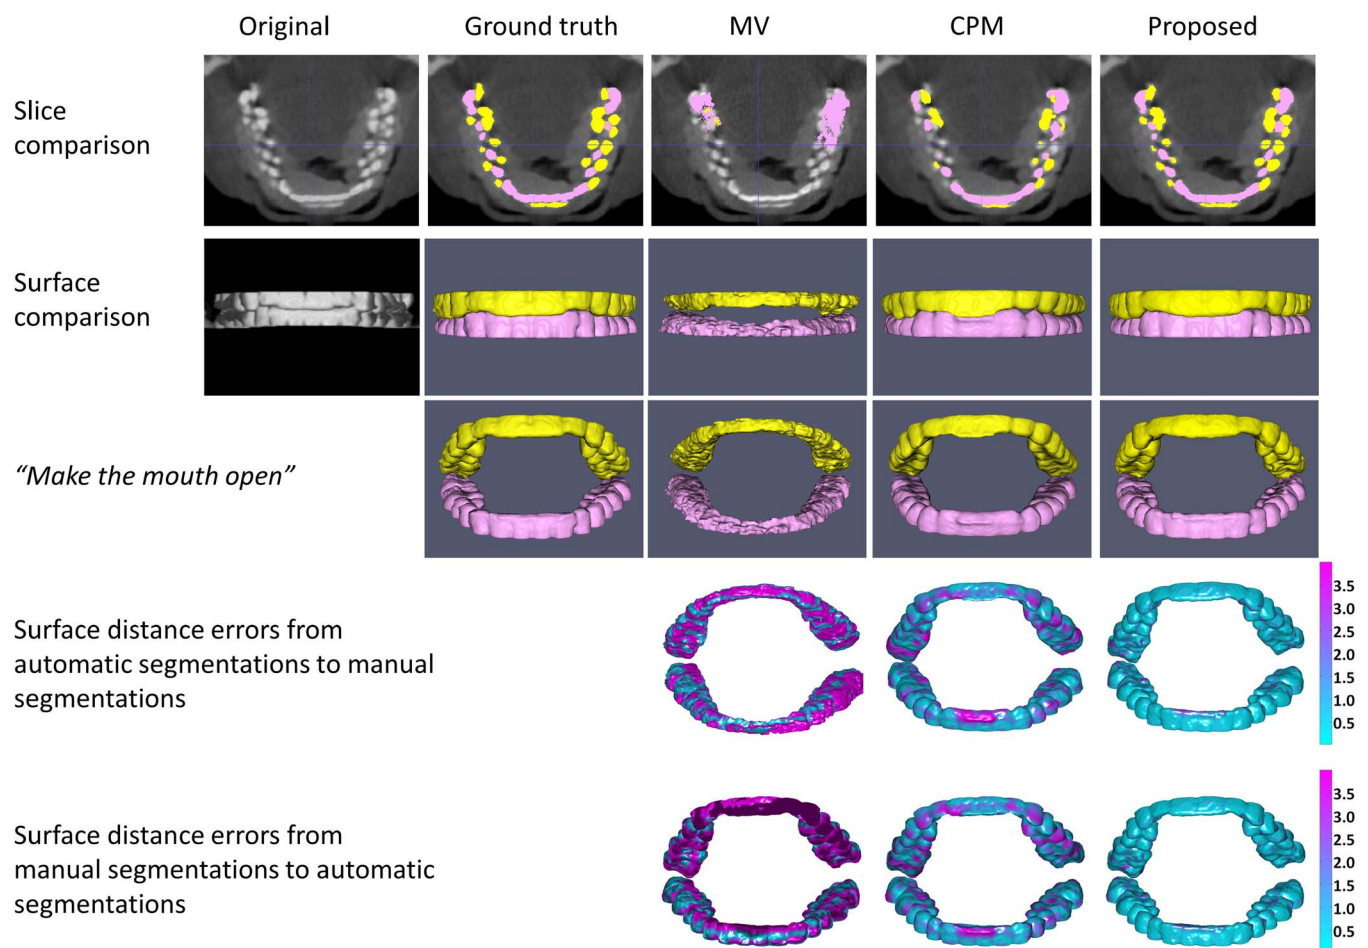 Original Ground truth MV CPM Proposed
Slice
comparison
Surface
comparison
“Make the mouth open”
Surface distance errors from
automatic segmentations to manual
segmentations
3.5
3.0
2.5
2.0
1.5
1.0
0.5
Surface distance errors from
manual segmentations to automatic
segmentations
3.5
3.0
2.5
2.0
1.5
1.0
0.5